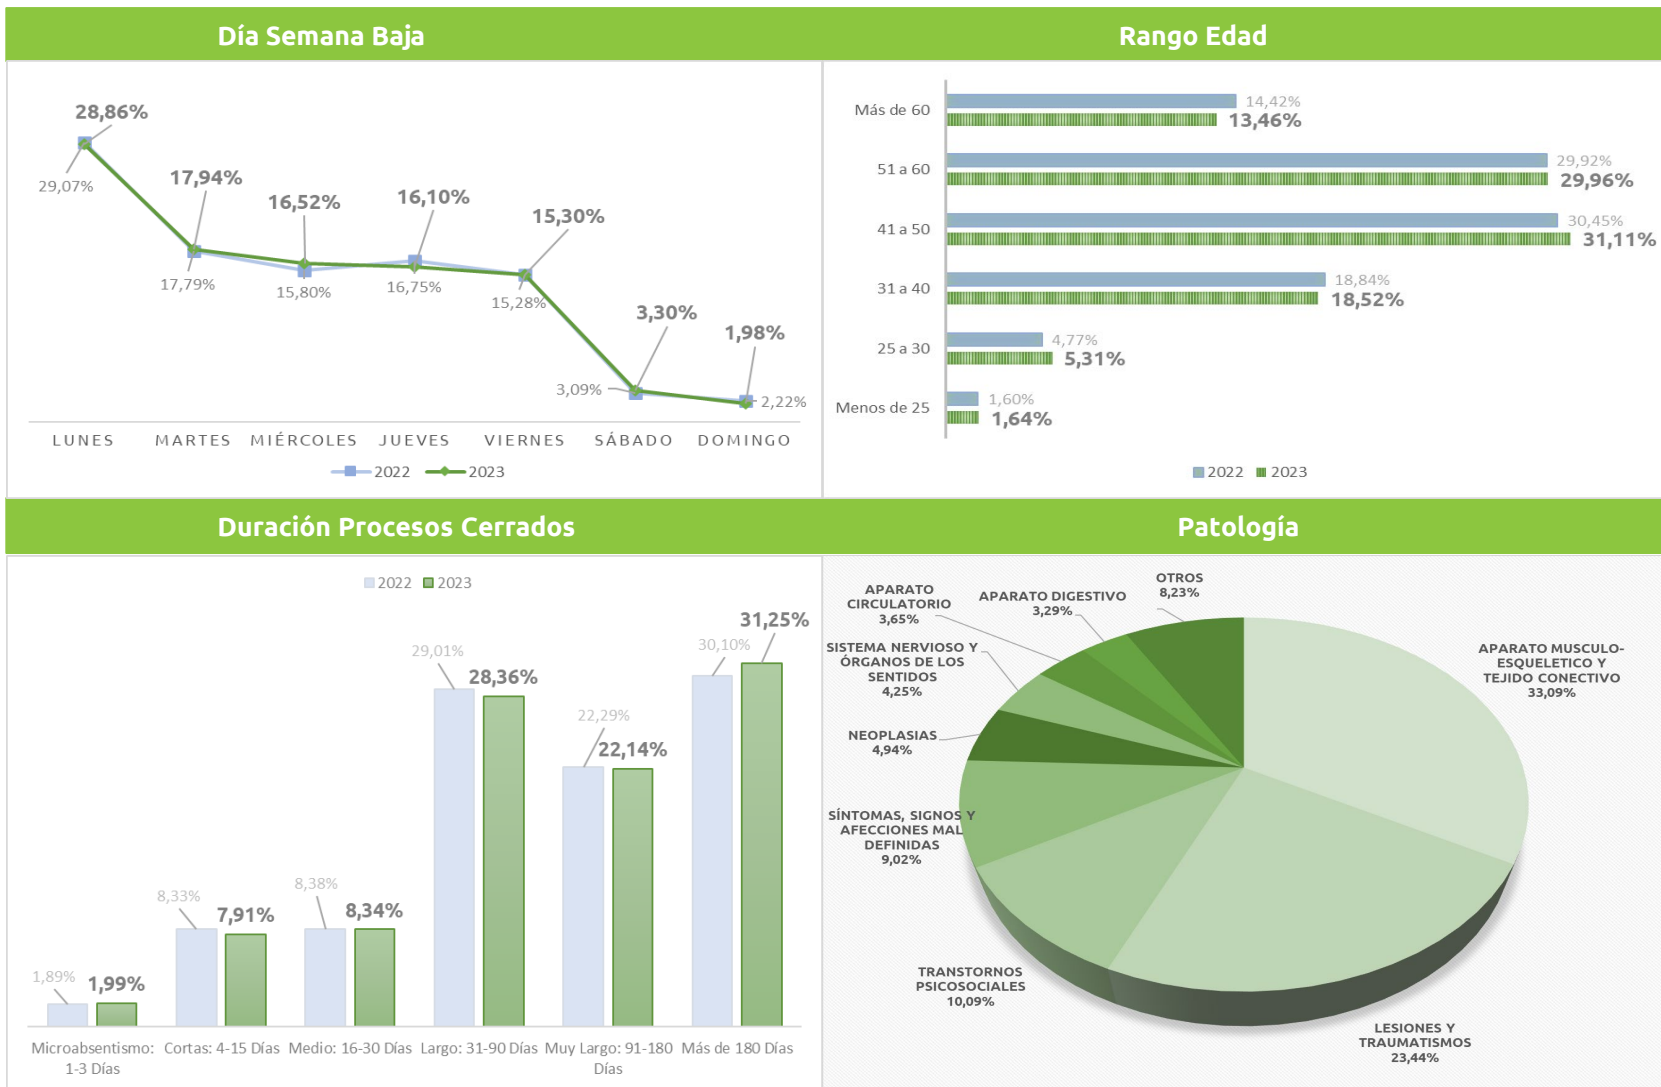 Día Semana Baja
28,86%
29,07%
17,94%
17,79%
16,52%
15,80%
16,10%
16,75%
15,30%
15,28%
3,30%
3,09%
1,98%
2,22%
LUNES MARTES MIÉRCOLES JUEVES VIERNES SÁBADO DOMINGO
2022 2023
Rango Edad
Más de 60
14,42%
13,46%
51 a 60
29,92%
29,96%
41 a 50
30,45%
31,11%
31 a 40
18,84%
18,52%
25 a 30
4,77%
5,31%
Menos de 25
1,60%
1,64%
2022 2023
Duración Procesos Cerrados
2022 2023
1,89%
1,99%
8,33%
7,91%
8,38%
8,34%
29,01%
28,36%
22,29%
22,14%
30,10%
31,25%
Microabsentismo: Cortas: 4-15 Días Medio: 16-30 Días Largo: 31-90 Días Muy Largo: 91-180 Más de 180 Días
1-3 Días Días
Patología
OTROS
8,23%
APARATO DIGESTIVO
3,29%
APARATO
CIRCULATORIO
3,65%
SISTEMA NERVIOSO Y
ÓRGANOS DE LOS
SENTIDOS
4,25%
NEOPLASIAS
4,94%
SÍNTOMAS, SIGNOS Y
AFECCIONES MAL
DEFINIDAS
9,02%
TRANSTORNOS
PSICOSOCIALES
10,09%
LESIONES Y
TRAUMATISMOS
23,44%
APARATO MUSCULO-
ESQUELETICO Y
TEJIDO CONECTIVO
33,09%